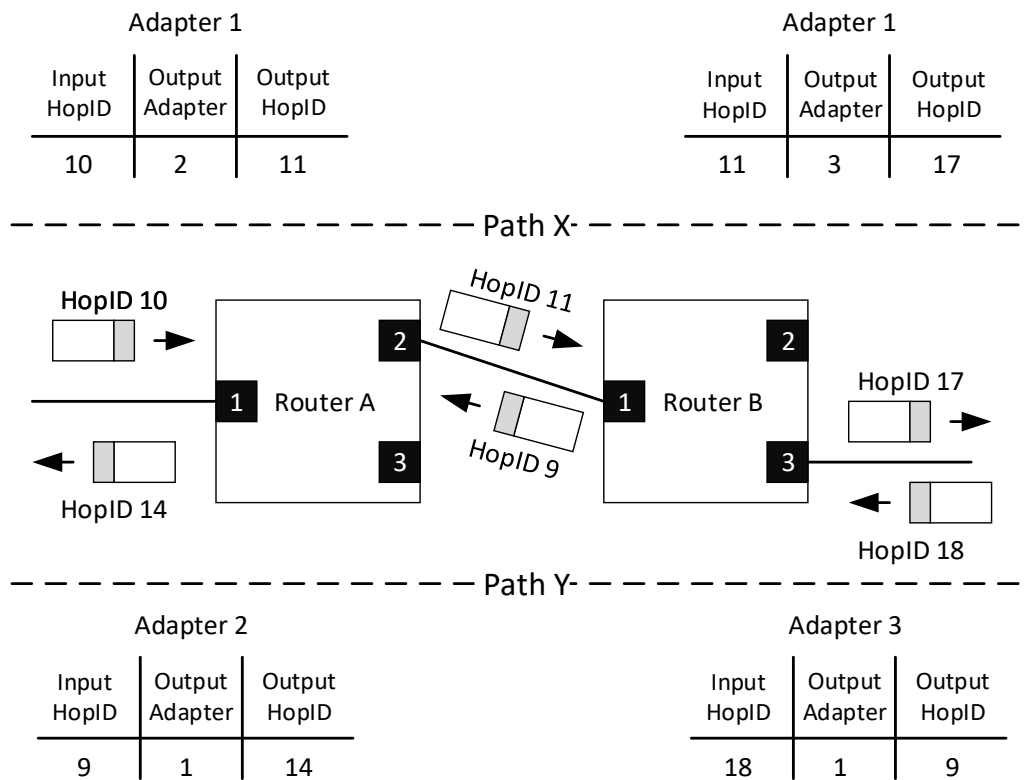 Adapter 1
Adapter 1
Input HopID
Output Adapter
Output HopID
Input HopID
Output Adapter
Output HopID
10 2 11
11 3 17
Path X
HopID 10
HopID 11
2
2
HopID 17
1 Router A
1 Router B
3
3
HopID 9
HopID 14
HopID 18
Path Y
Adapter 2
Adapter 3
Input HopID
Output Adapter
Output HopID
Input HopID
Output Adapter
Output HopID
9 1 14
18 1 9